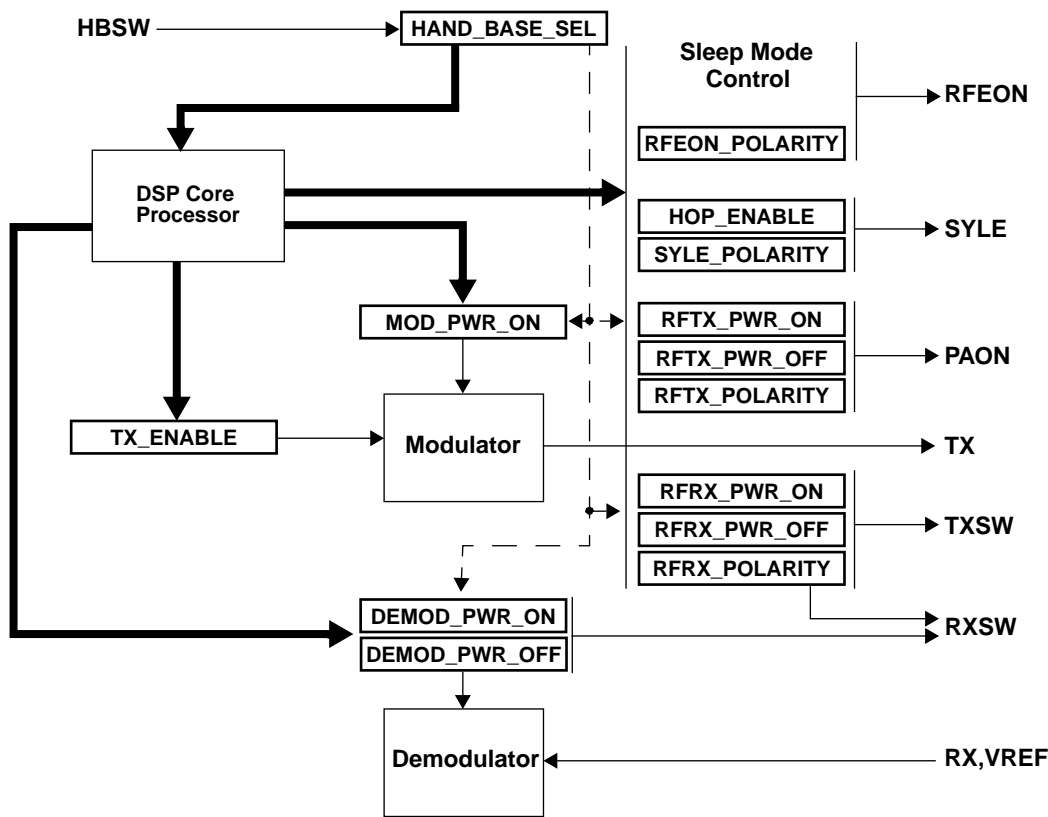 HBSW
HAND_BASE_SEL
Sleep Mode
Control
RFEON
RFEON_POLARITY
DSP Core
Processor
HOP_ENABLE
SYLE_POLARITY
SYLE
MOD_PWR_ON
RFTX_PWR_ON
RFTX_PWR_OFF
RFTX_POLARITY
PAON
TX_ENABLE
Modulator
TX
RFRX_PWR_ON
RFRX_PWR_OFF
RFRX_POLARITY
TXSW
DEMOD_PWR_ON
DEMOD_PWR_OFF
RXSW
Demodulator
RX,VREF